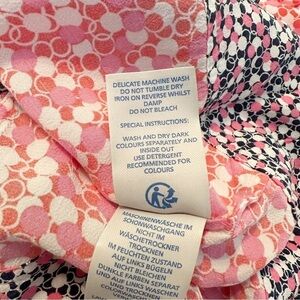 DELICATE MACHINE WASH
DO NOT TUMBLE DRY
IRON ON REVERSE WHILST
DAMP
DO NOT BLEACH
SPECIAL INSTRUCTIONS:
WASH AND DRY DARK
COLOURS SEPARATELY AND
INSIDE OUT
USE DETERGENT
RECOMMENDED FOR
COLOURS
MASCHINENWÄSCHE IM
SCHONWASCHGANG
NICHT IM
WÄSCHETROCKNER
TROCKNEN
IM FEUCHTEN ZUSTAND
AUF LINKS BÜGELN
NICHT BLEICHEN
DUNKLE FARBEN SEPARAT
AUF LINKS WASCHEN